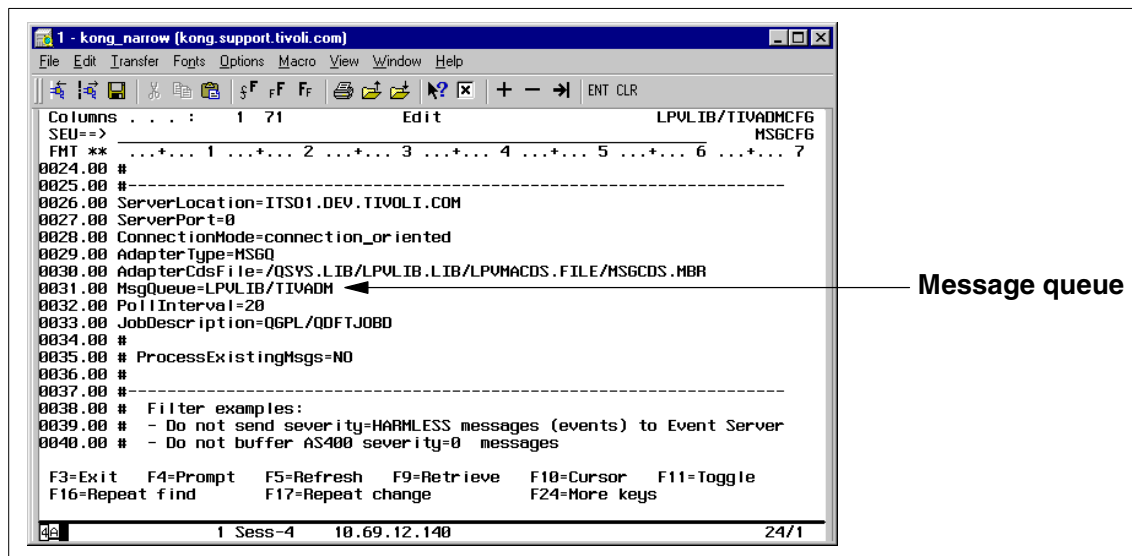 1 - kong_narrow (kong.support.tivoli.com)
File Edit Transfer Fonts Options Macro View Window Help
ENT CLR
Columns . . . :    1  71            Edit                        LPVLIB/TIVADMCFG
SEU==>                                                                    MSGCFG
FMT **  ...+... 1 ...+... 2 ...+... 3 ...+... 4 ...+... 5 ...+... 6 ...+... 7
0024.00 #
0025.00 #-------------------------------------------------------------------
0026.00 ServerLocation=ITSO1.DEV.TIVOLI.COM
0027.00 ServerPort=0
0028.00 ConnectionMode=connection_oriented
0029.00 AdapterType=MSGQ
0030.00 AdapterCdsFile=/QSYS.LIB/LPVLIB.LIB/LPVMACDS.FILE/MSGCDS.MBR
0031.00 MsgQueue=LPVLIB/TIVADM
Message queue
0032.00 PollInterval=20
0033.00 JobDescription=QGPL/QDFTJOBD
0034.00 #
0035.00 # ProcessExistingMsgs=NO
0036.00 #
0037.00 #-------------------------------------------------------------------
0038.00 #  Filter examples:
0039.00 #  - Do not send severity=HARMLESS messages (events) to Event Server
0040.00 #  - Do not buffer AS400 severity=0  messages
F3=Exit   F4=Prompt   F5=Refresh   F9=Retrieve   F10=Cursor   F11=Toggle
F16=Repeat find       F17=Repeat change          F24=More keys
1 Sess-4    10.69.12.140    24/1